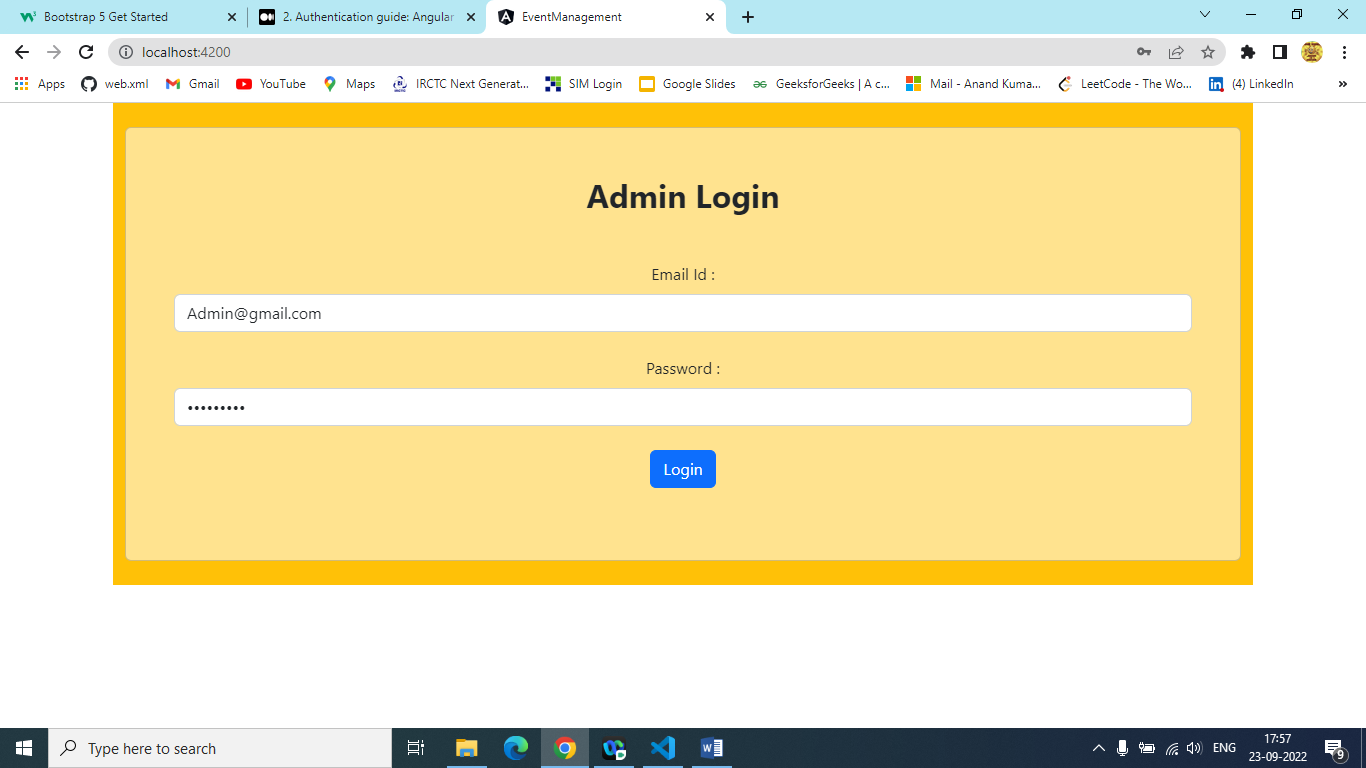 Bootstrap 5 Get Started
2. Authentication guide: Angular
EventManagement
localhost:4200
Apps
web.xml
Gmail
YouTube
Maps
IRCTC Next Generat...
SIM Login
Google Slides
GeeksforGeeks | A c...
Mail - Anand Kuma...
LeetCode - The Wo...
(4) LinkedIn
Admin Login
Email Id :
Admin@gmail.com
Password :
•••••••••
Login
Type here to search
ENG
17:57
23-09-2022
9